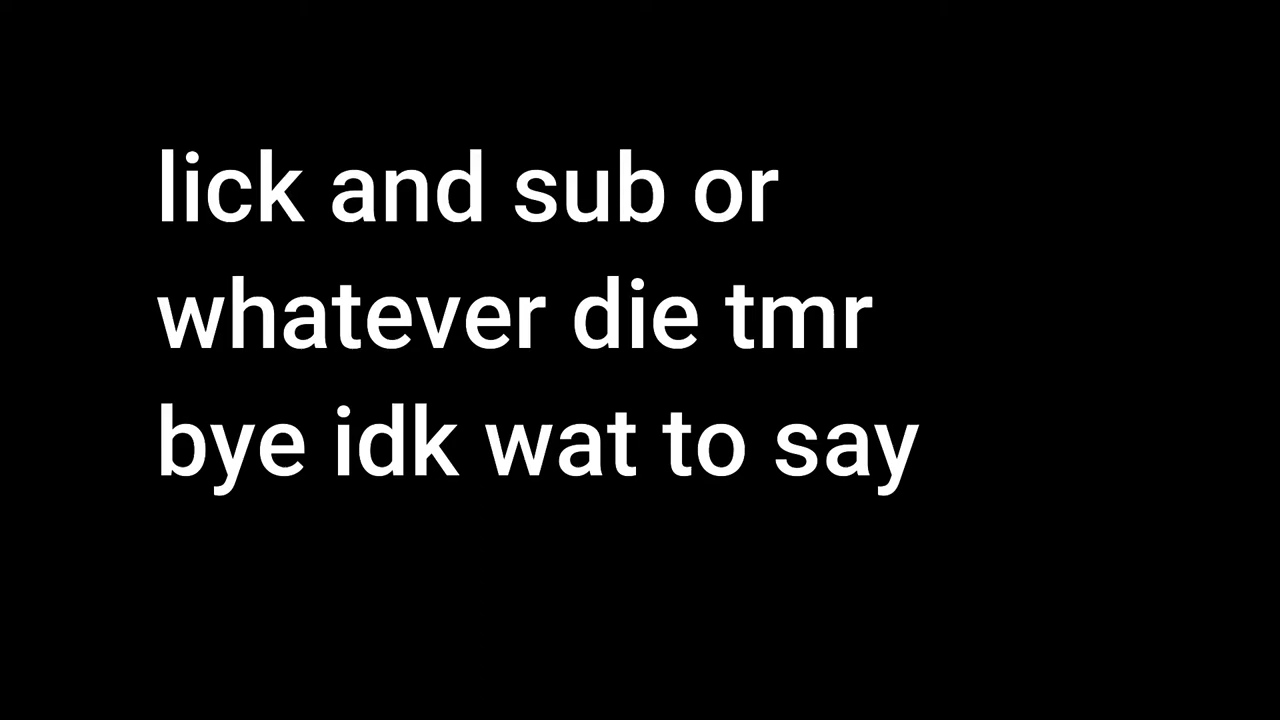 lick and sub or
whatever die tmr
bye idk wat to say